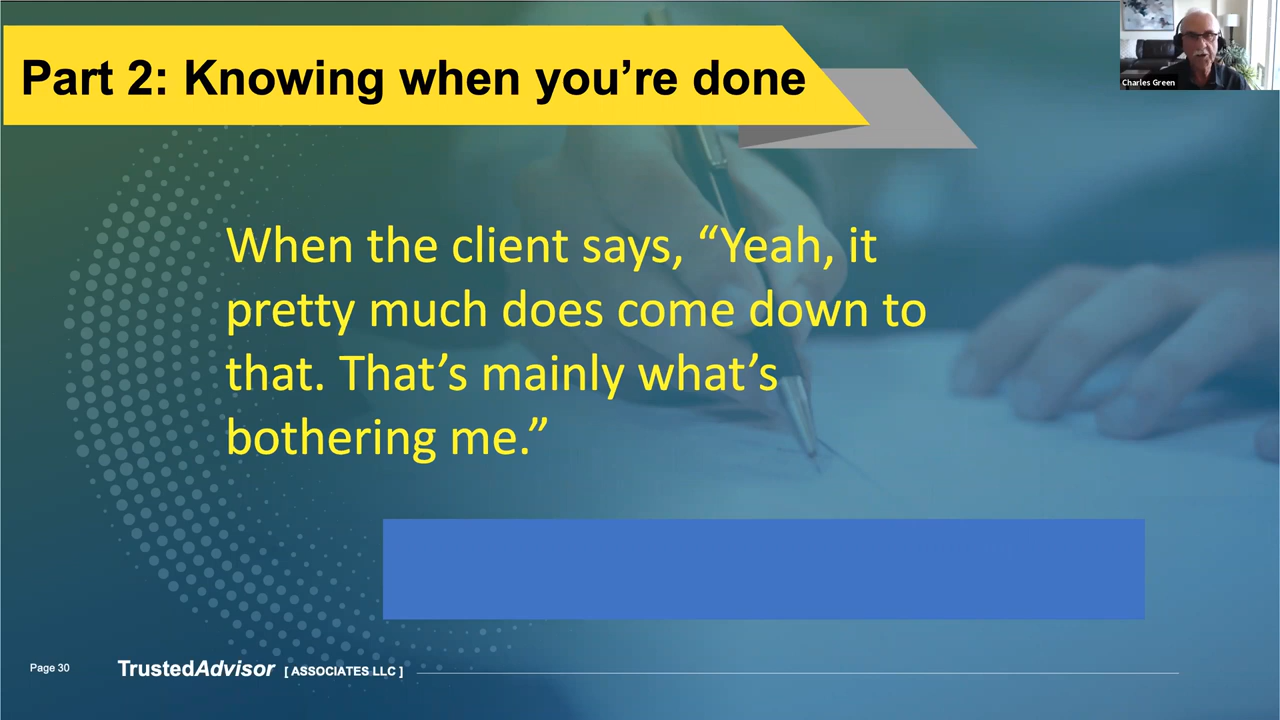 Part 2: Knowing when you’re done
Charles Green
When the client says, “Yeah, it
pretty much does come down to
that. That’s mainly what’s
bothering me.”
Page 30
TrustedAdvisor [ ASSOCIATES LLC ]